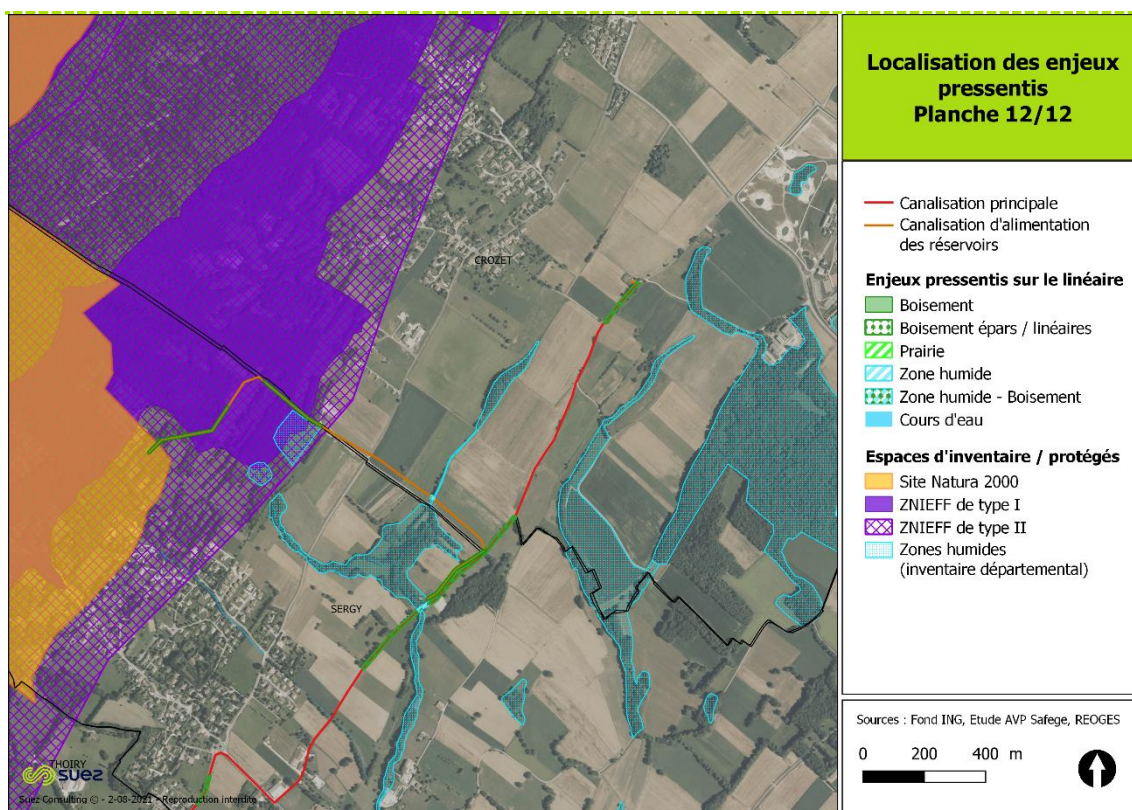 Localisation des enjeux
pressentis
Planche 12/12
Canalisation principale
Canalisation d'alimentation
des réservoirs
Enjeux pressentis sur le linéaire
Boisement
Boisement épars / linéaires
Prairie
Zone humide
Zone humide - Boisement
Cours d'eau
Espaces d'inventaire / protégés
Site Natura 2000
ZNIEFF de type I
ZNIEFF de type II
Zones humides
(inventaire départemental)
Sources : Fond ING, Etude AVP Safege, REOGES
0 200 400 m
CROZET
SERGY
THOIRY
suez
Suez Consulting © - 2-08-2021 - Reproduction interdite